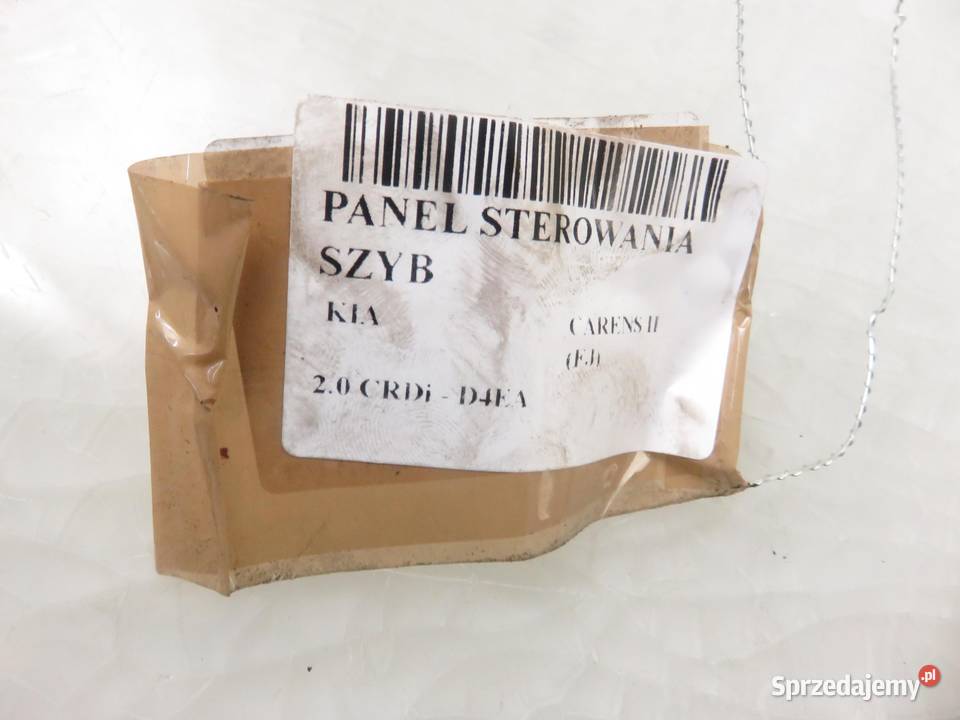 PANEL STEROWANIA
SZYB
KIA
CARENS II
(FJ)
2.0 CRDi - D4EA
Sprzedajemy.pl